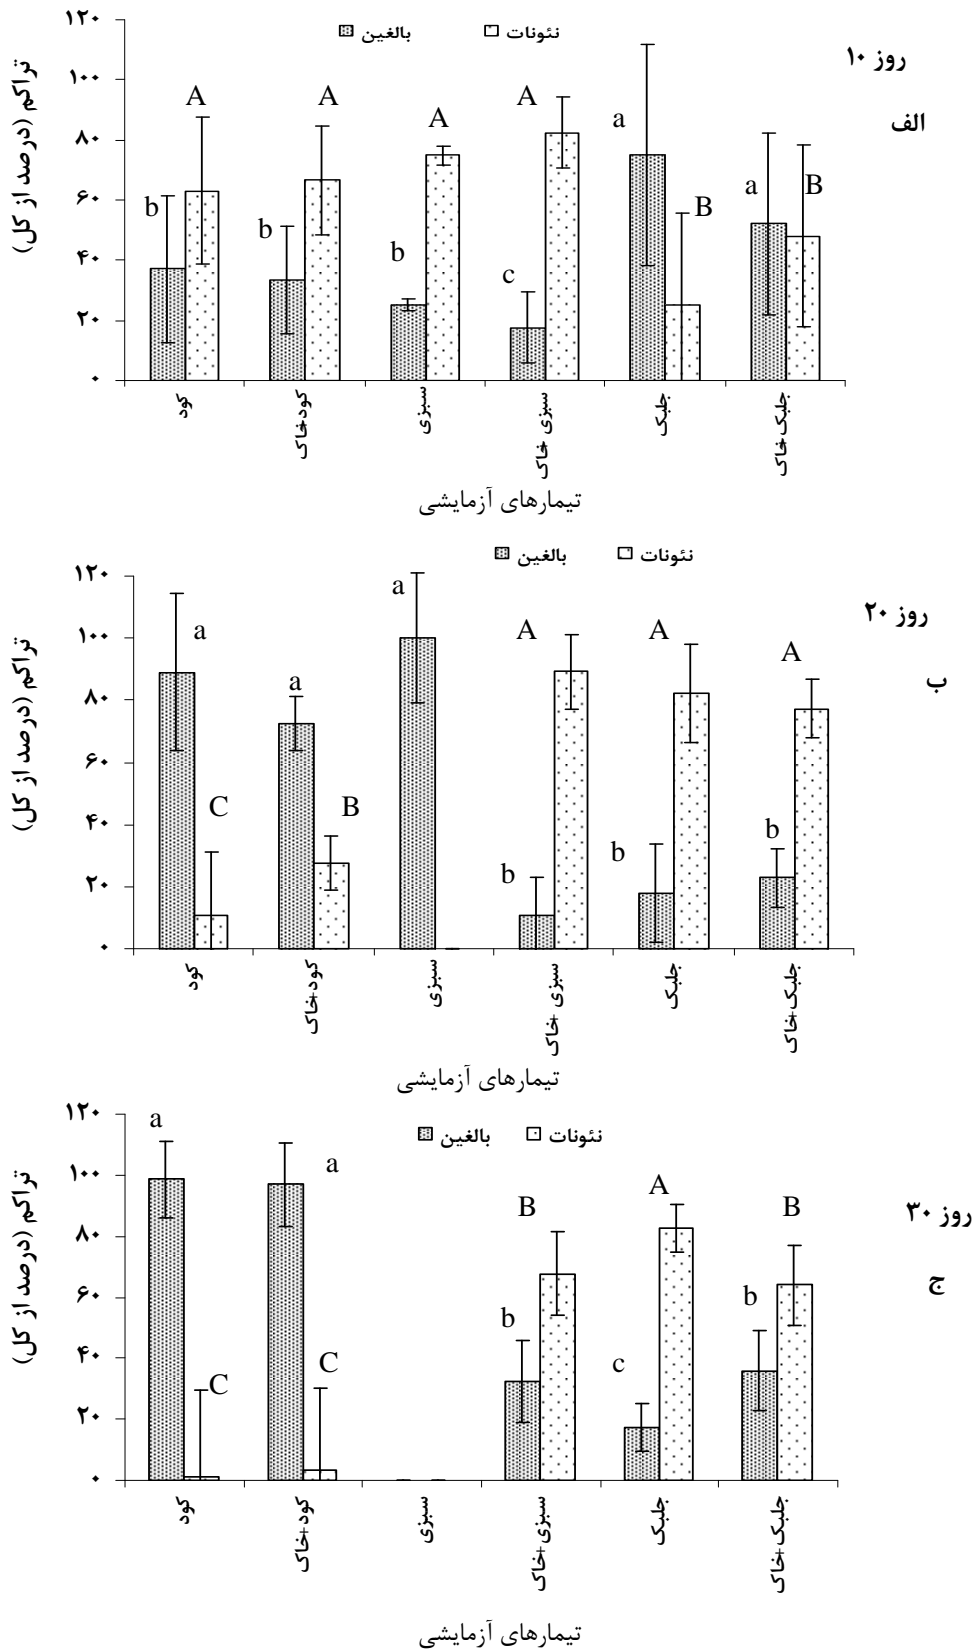 بالغین نئونات
روز ۱۰
الف
تراکم (درصد از کل)
۱۲۰
۱۰۰
۸۰
۶۰
۴۰
۲۰
۰
b A b A b A c A a B a B
کود کود+خاک سبزی سبزی+خاک جلبک جلبک+خاک
تیمارهای آزمایشی
بالغین نئونات
روز ۲۰
ب
تراکم (درصد از کل)
۱۲۰
۱۰۰
۸۰
۶۰
۴۰
۲۰
۰
a C a B a b A b A b A
کود کود+خاک سبزی سبزی+خاک جلبک جلبک+خاک
تیمارهای آزمایشی
بالغین نئونات
روز ۳۰
ج
تراکم (درصد از کل)
۱۲۰
۱۰۰
۸۰
۶۰
۴۰
۲۰
۰
a C a C b B c A b B
کود کود+خاک سبزی سبزی+خاک جلبک جلبک+خاک
تیمارهای آزمایشی